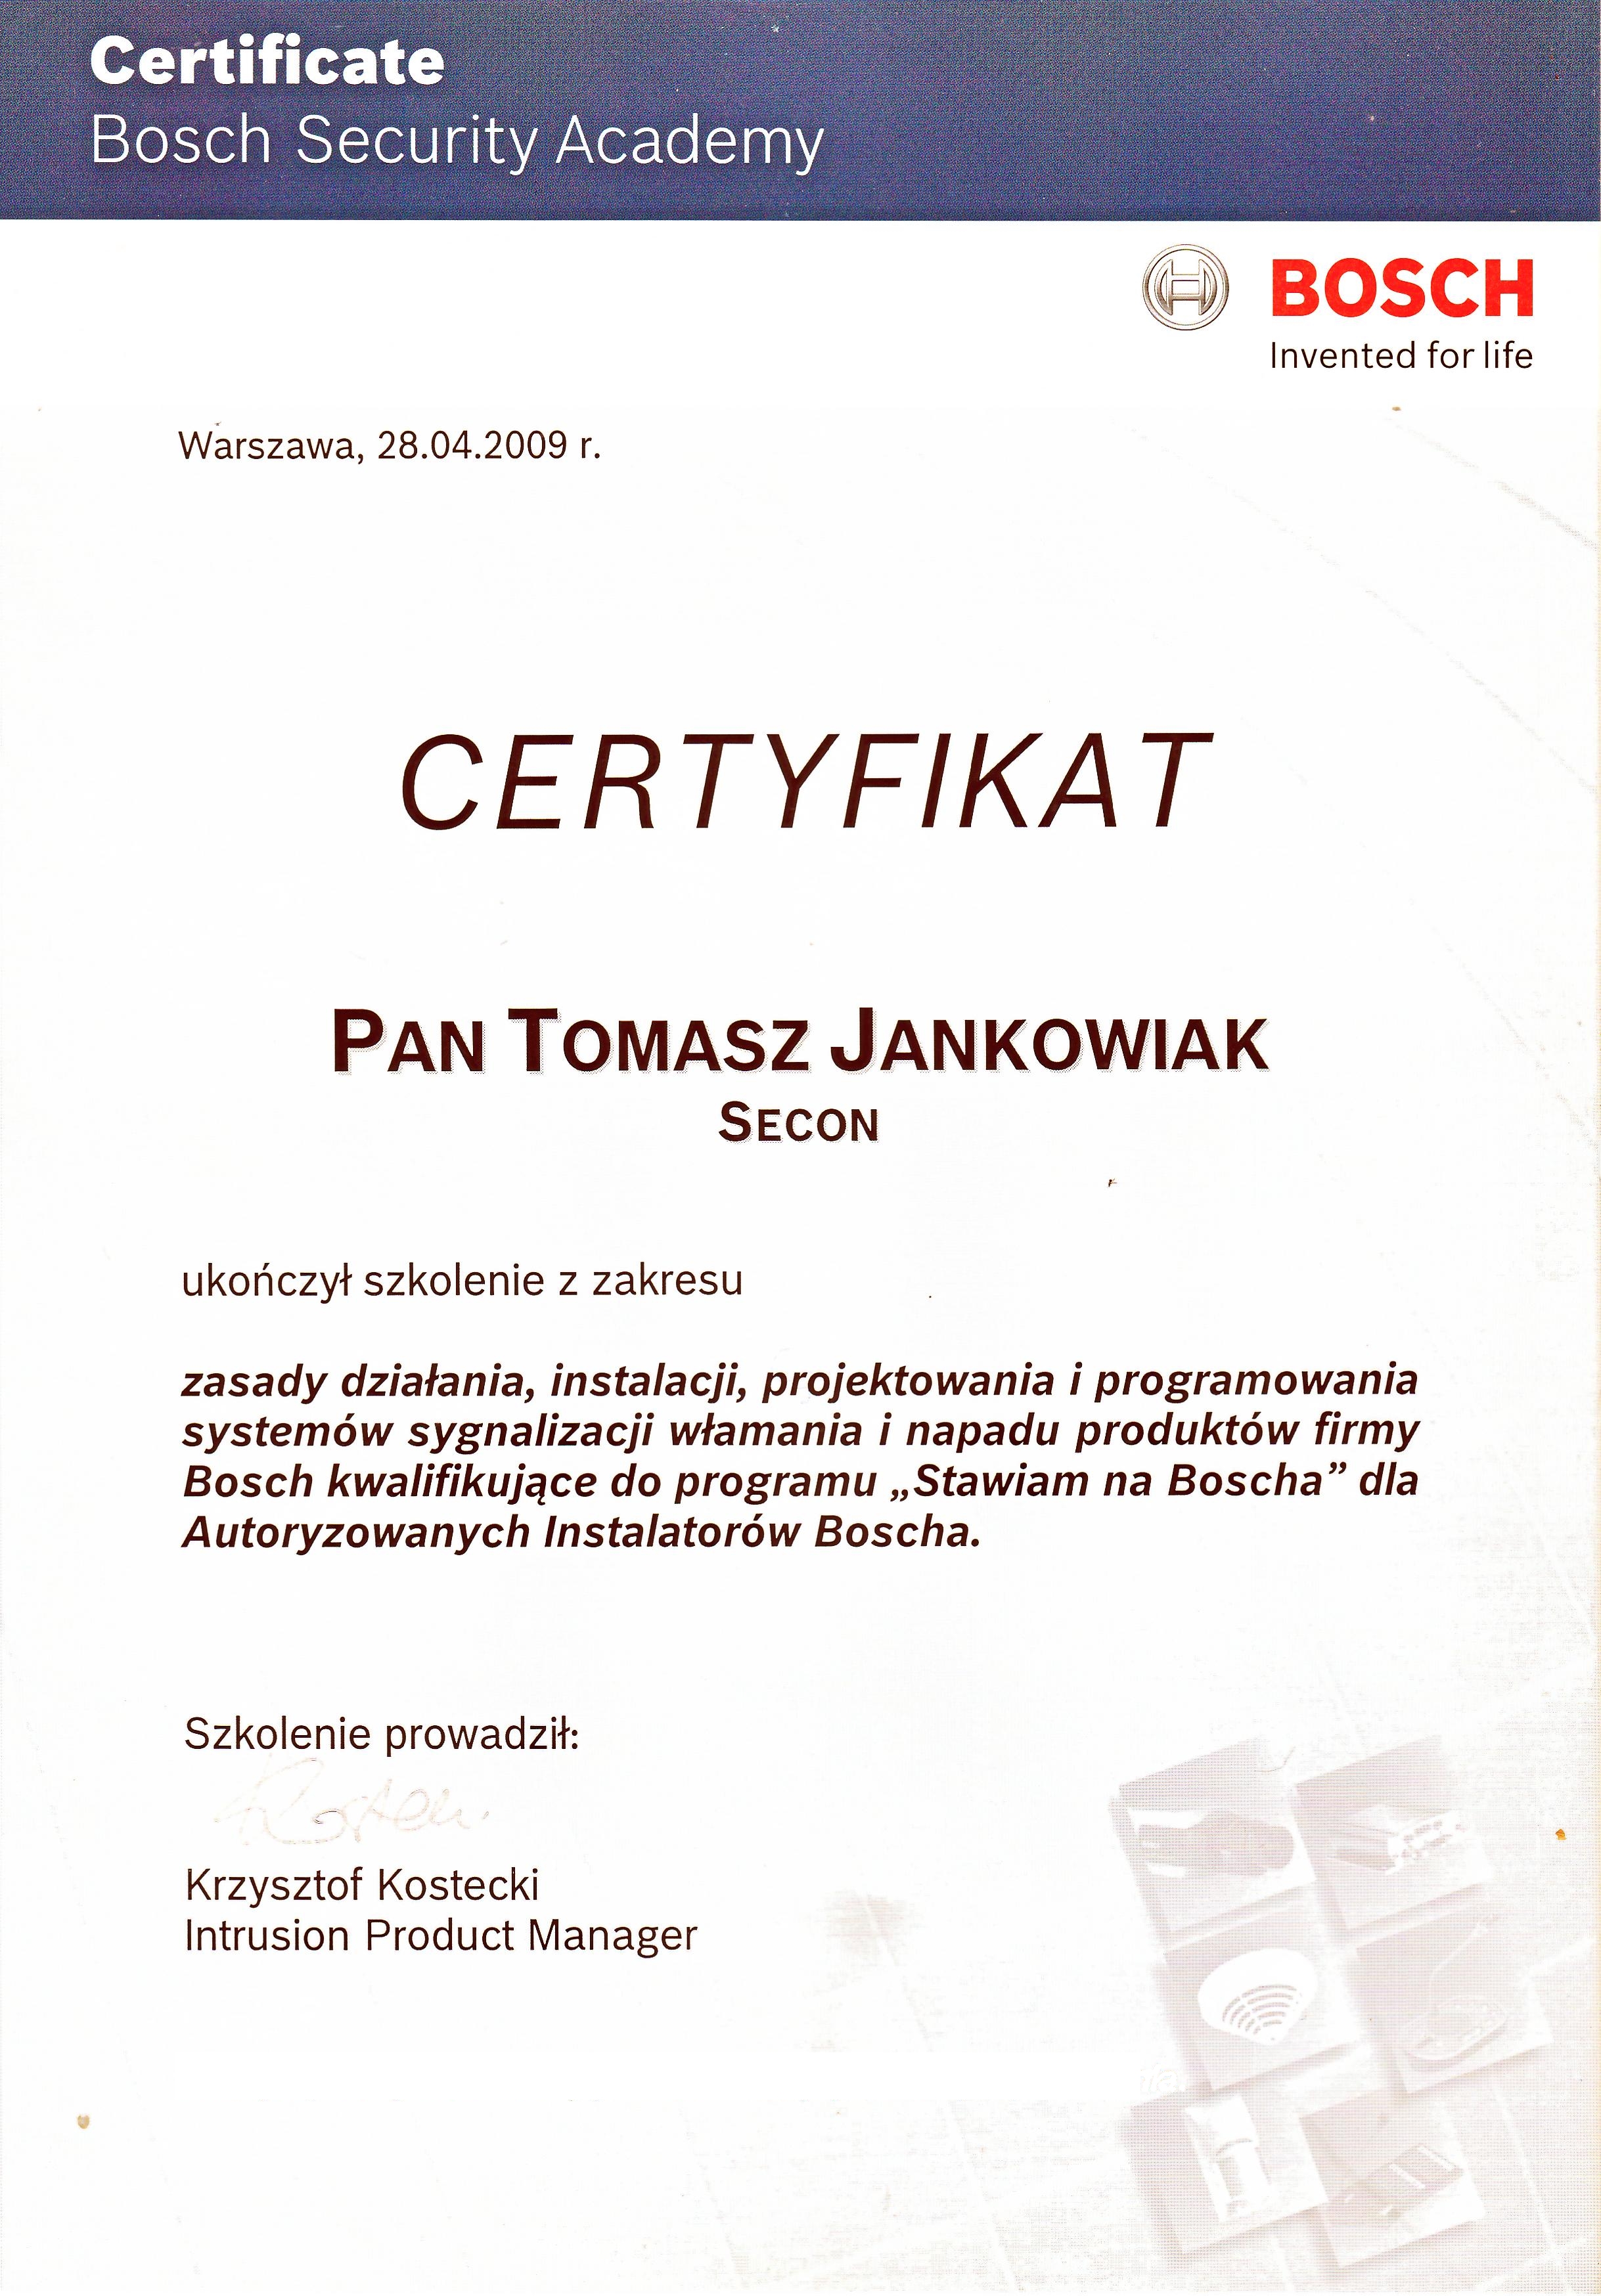 Certificate
Bosch Security Academy
BOSCH
Invented for life
Warszawa, 28.04.2009 r.
CERTYFIKAT
PAN TOMASZ JANKOWIAK
SECON
ukończył szkolenie z zakresu
zasady działania, instalacji, projektowania i programowania
systemów sygnalizacji włamania i napadu produktów firmy
Bosch kwalifikujące do programu „Stawiam na Boscha” dla
Autoryzowanych Instalatorów Boscha.
Szkolenie prowadził:
Krzysztof Kostecki
Intrusion Product Manager